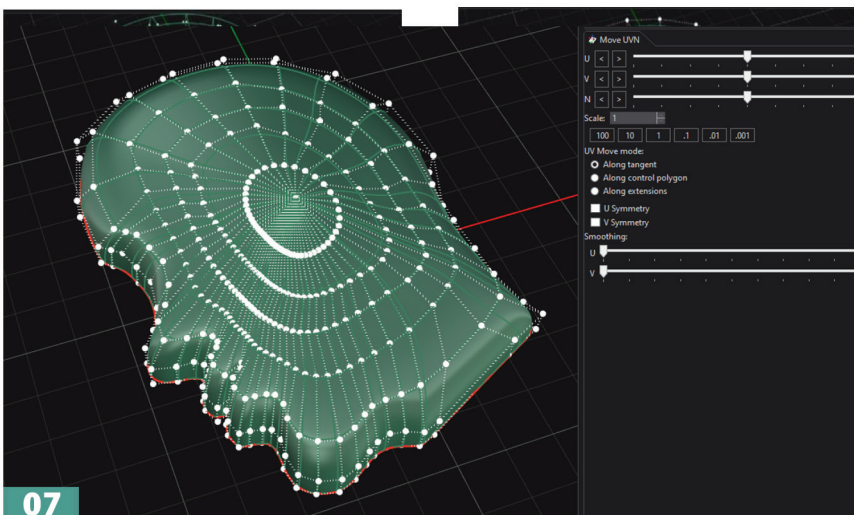 Move UVN
U < >
V < >
N < >
Scale: 1
100 10 1 .1 .01 .001
UV Move mode:
Along tangent
Along control polygon
Along extensions
U Symmetry
V Symmetry
Smoothing:
U
V
07